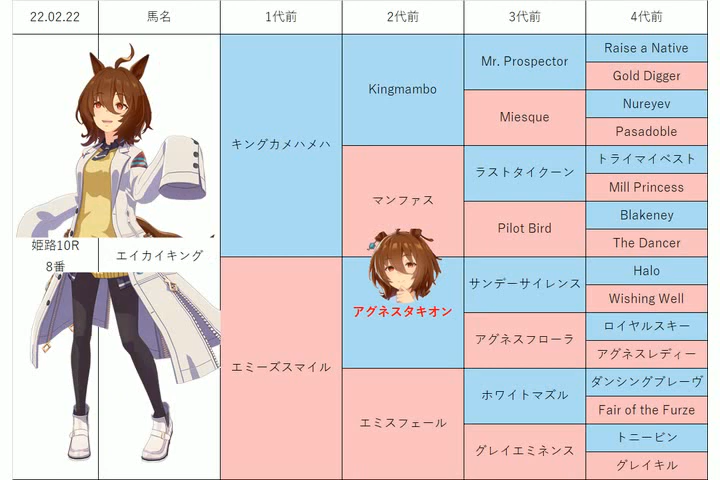 22.02.22
馬名
1代前
2代前
3代前
4代前
姫路10R
8番
エイカイキング
キングカメハメハ
エミーズスマイル
Kingmambo
マンファス
アグネスタキオン
エミスフェール
Mr. Prospector
Miesque
ラストタイクーン
Pilot Bird
サンデーサイレンス
アグネスフローラ
ホワイトマズル
グレイエミネンス
Raise a Native
Gold Digger
Nureyev
Pasadoble
トライマイベスト
Mill Princess
Blakeney
The Dancer
Halo
Wishing Well
ロイヤルスキー
アグネスレディー
ダンシングブレーヴ
Fair of the Furze
トニービン
グレイキル